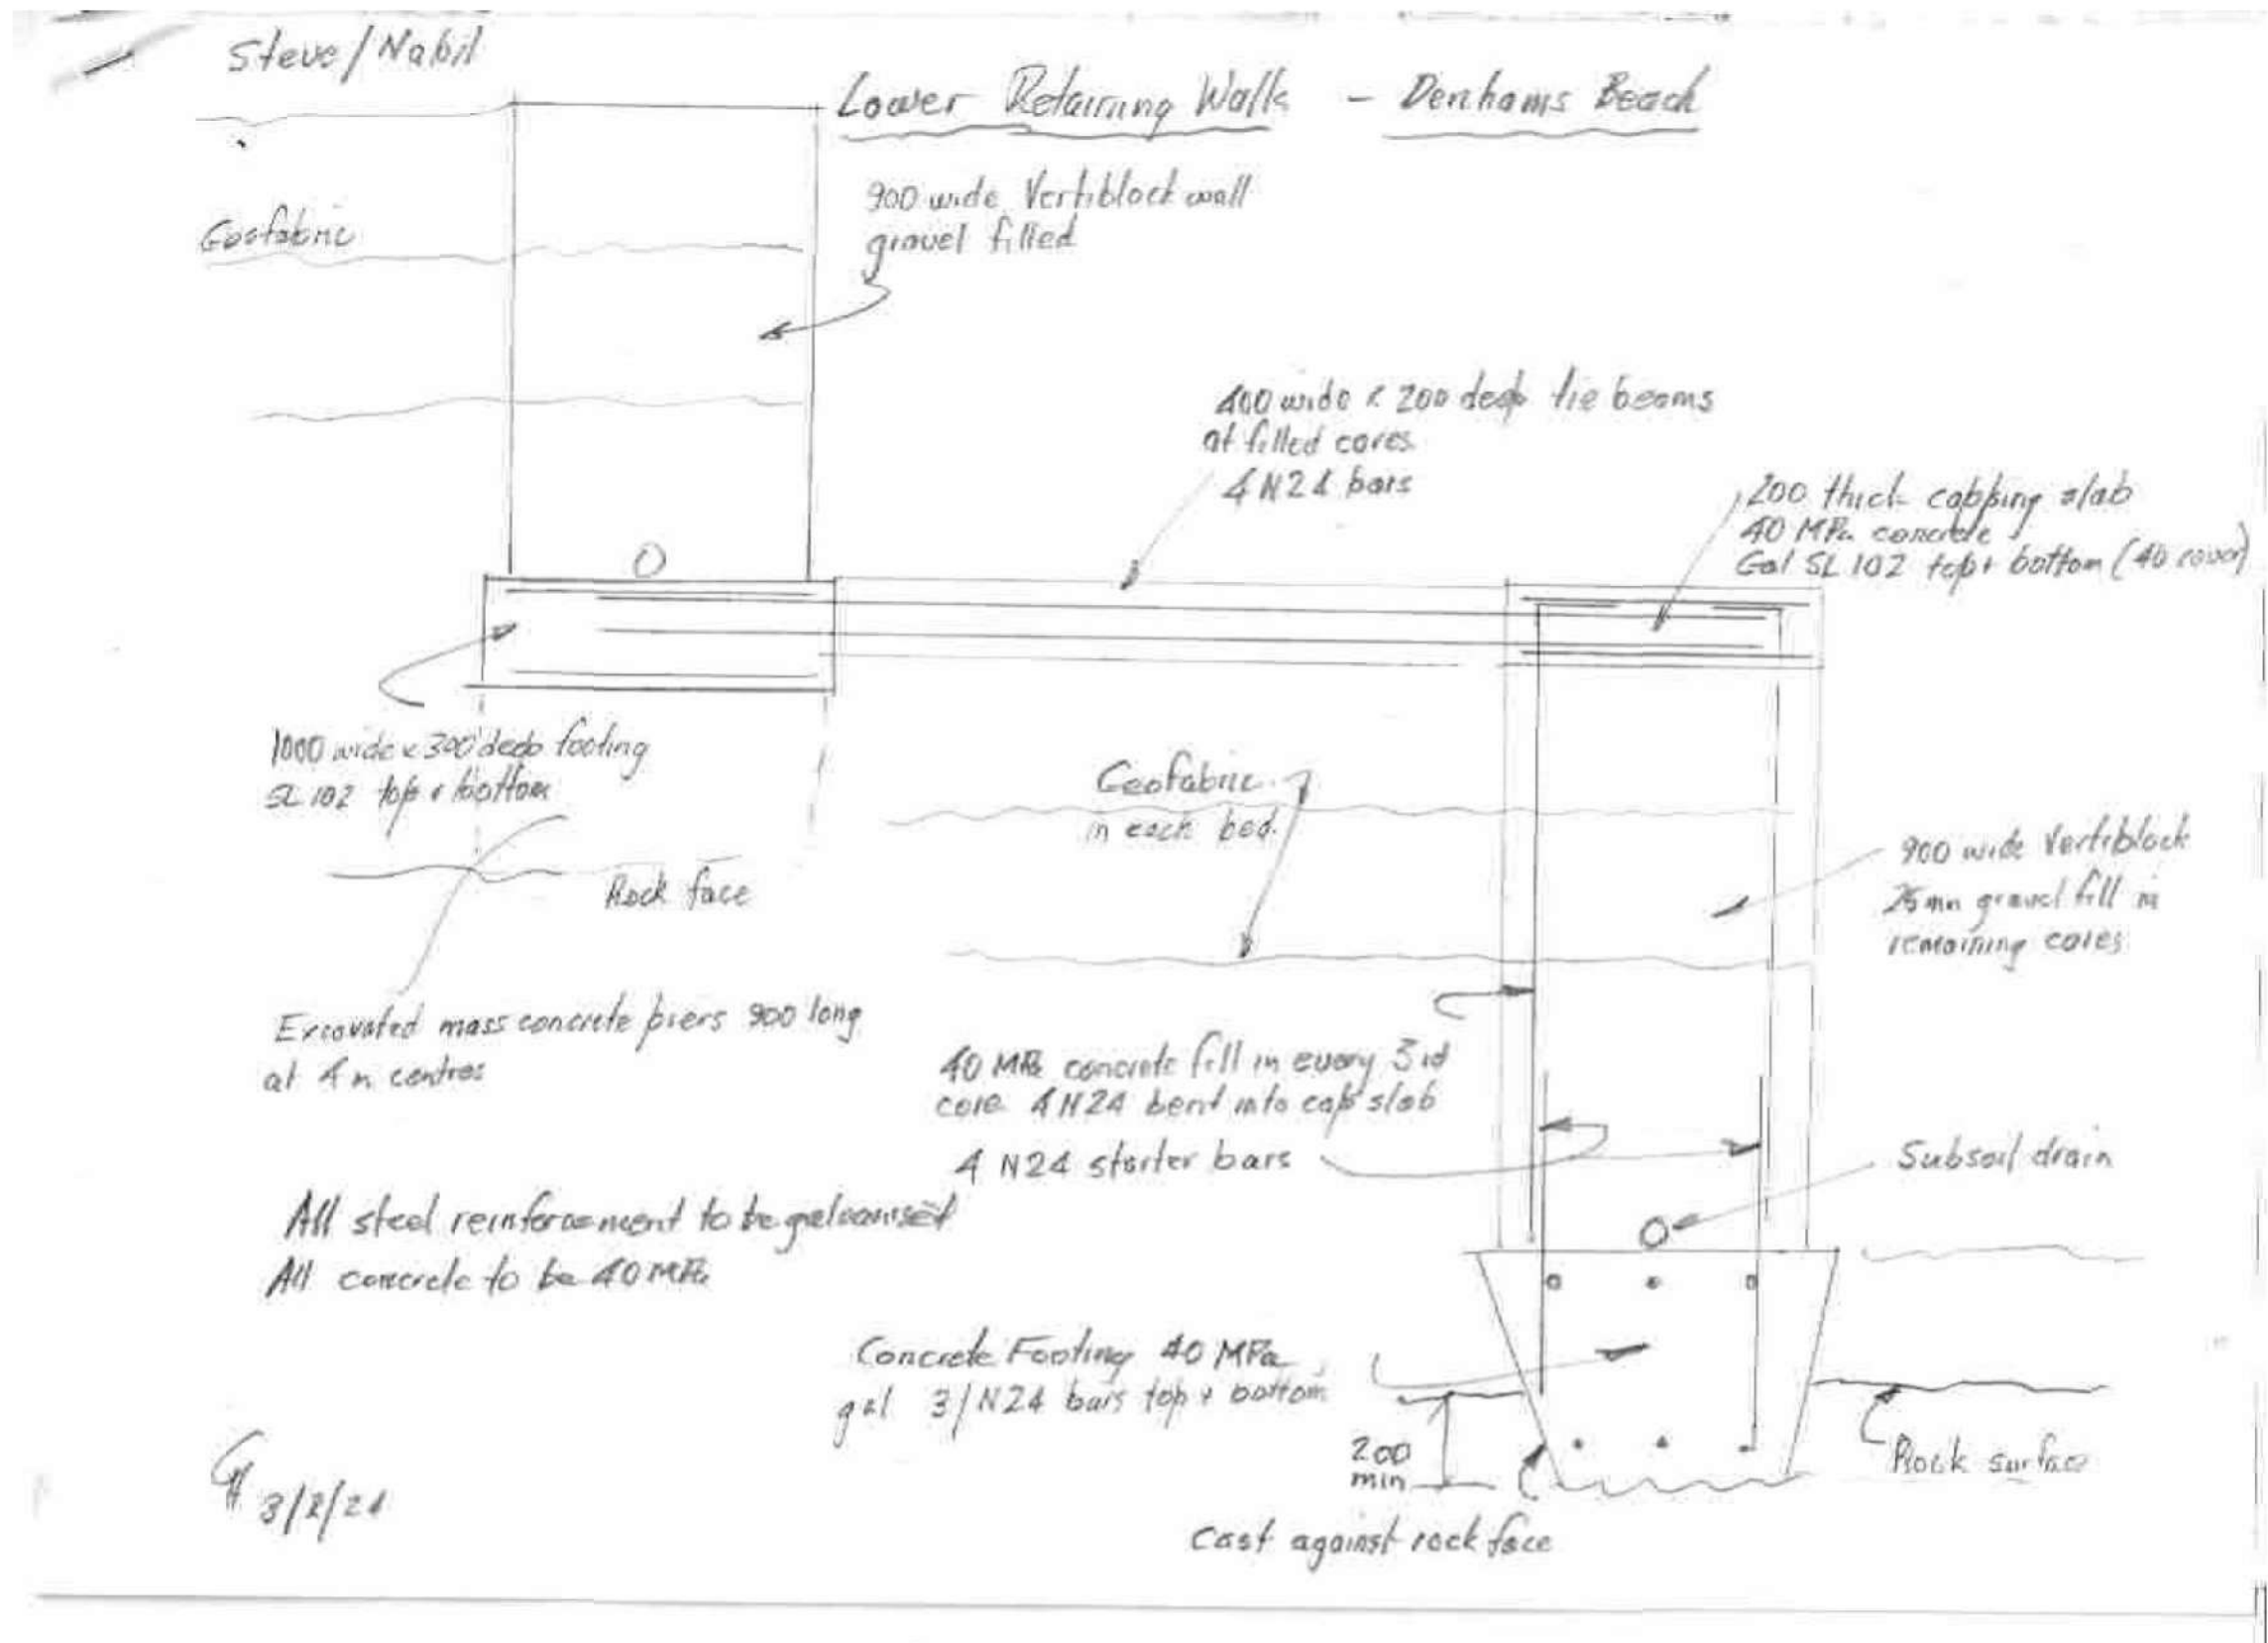 Steve/Nabil
Lower Retaining Walls - Denhams Beach
900 wide Vertiblock wall
gravel filled
Geofabric
400 wide x 200 deep tie beams
at filled cores
4 N24 bars
200 thick capping slab
40 MPa concrete
Gal SL 102 top + bottom (40 cover)
1000 wide x 300 deep footing
SL 102 top + bottom
Rock face
Geofabric
in each bed.
900 wide Vertiblock
25mm gravel fill in
remaining cores
Excavated mass concrete piers 900 long
at 4m centres
40 MPa concrete fill in every 3rd
core 4 N24 bent into cap slab
4 N24 starter bars
Subsoil drain
All steel reinforcement to be galvanised
All concrete to be 40 MPa
Concrete Footing 40 MPa
gal 3/N24 bars top + bottom
200
min
Rock surface
Cast against rock face
3/2/21